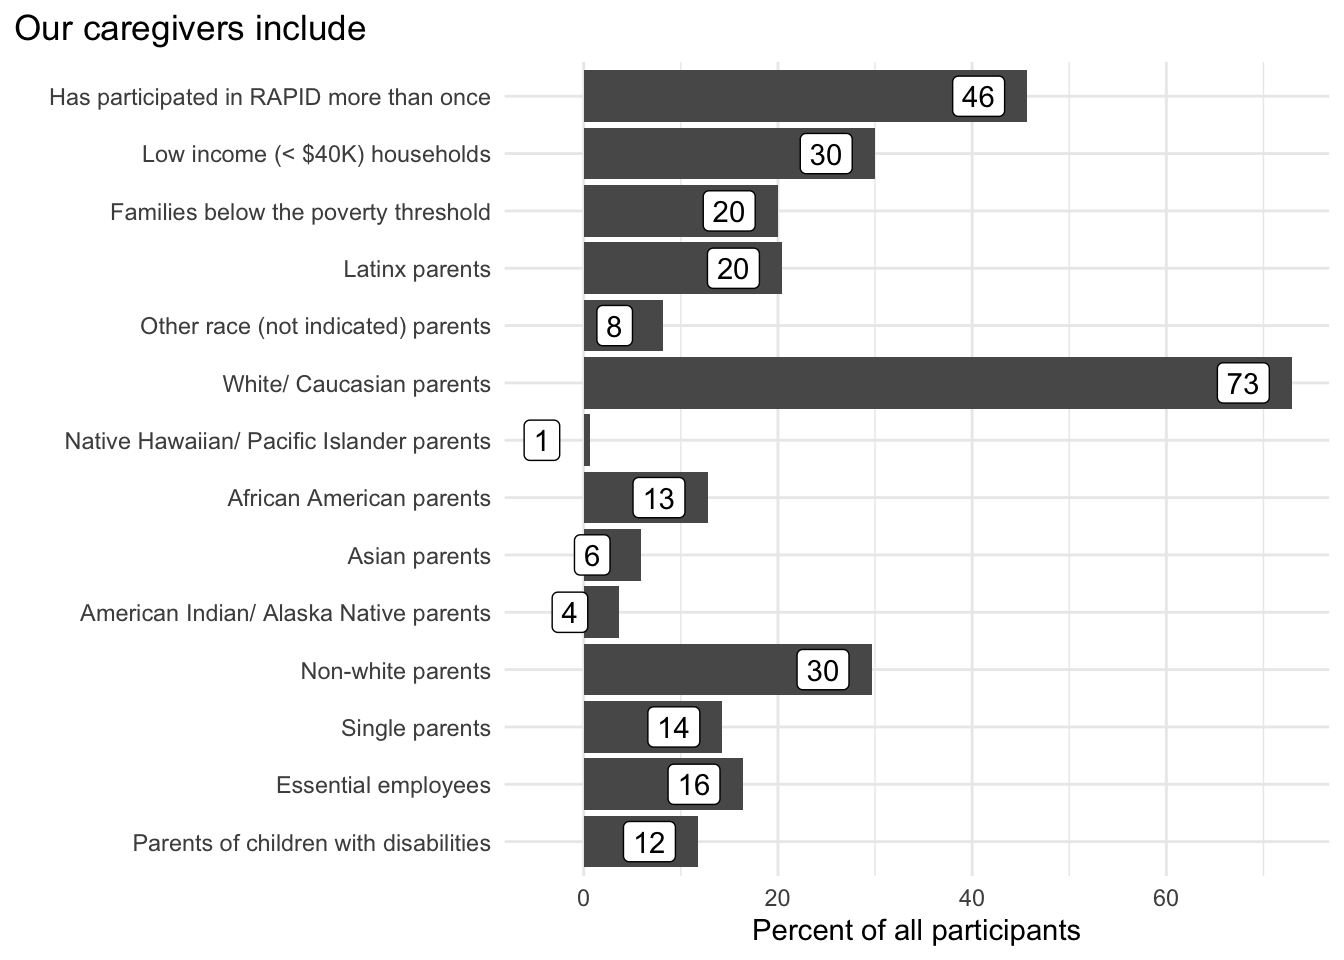 Our caregivers include
Has participated in RAPID more than once 46
Low income (< $40K) households 30
Families below the poverty threshold 20
Latinx parents 20
Other race (not indicated) parents 8
White/ Caucasian parents 73
Native Hawaiian/ Pacific Islander parents 1
African American parents 13
Asian parents 6
American Indian/ Alaska Native parents 4
Non-white parents 30
Single parents 14
Essential employees 16
Parents of children with disabilities 12
0 20 40 60
Percent of all participants